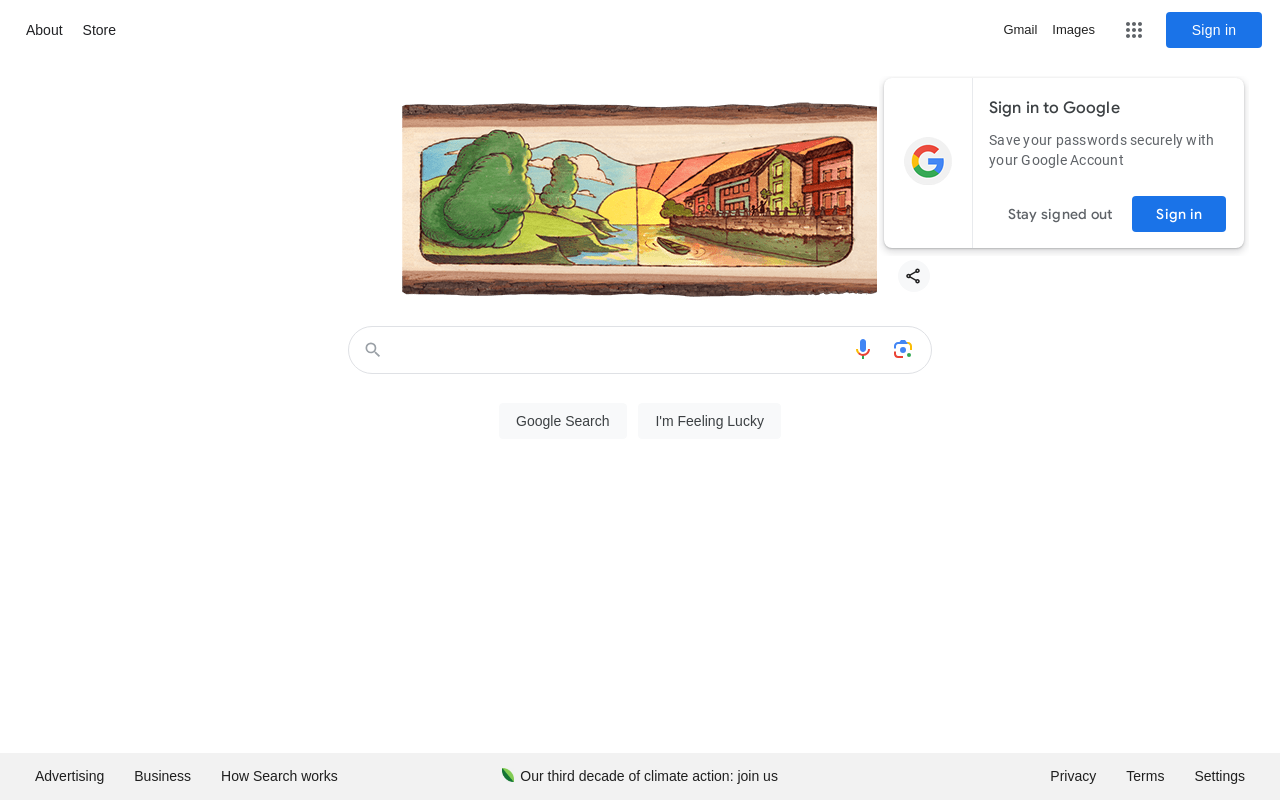 About
Store
Gmail
Images
Sign in
Sign in to Google
Save your passwords securely with
your Google Account
Stay signed out
Sign in
Google Search
I'm Feeling Lucky
Advertising
Business
How Search works
Our third decade of climate action: join us
Privacy
Terms
Settings